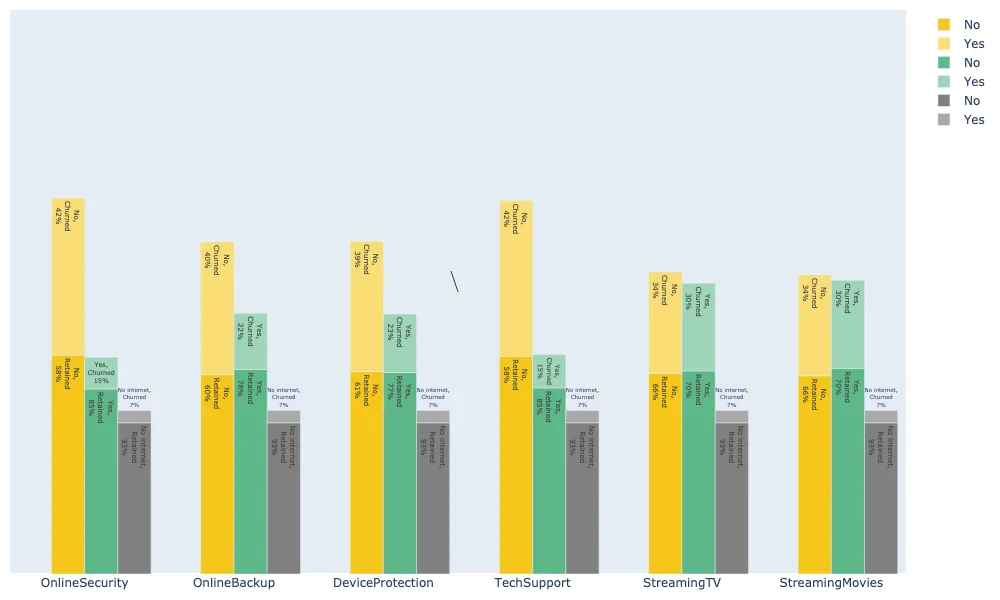 No
Yes
No
Yes
No
Yes
No,
Churned
42%
No,
Retained
58%
Yes,
Churned
15%
Yes,
Retained
85%
No internet,
Churned
7%
No internet,
Retained
93%
No,
Churned
40%
No,
Retained
60%
Yes,
Churned
22%
Yes,
Retained
78%
No internet,
Churned
7%
No internet,
Retained
93%
No,
Churned
39%
No,
Retained
61%
Yes,
Churned
23%
Yes,
Retained
77%
No internet,
Churned
7%
No internet,
Retained
93%
No,
Churned
42%
No,
Retained
58%
Yes,
Churned
15%
Yes,
Retained
85%
No internet,
Churned
7%
No internet,
Retained
93%
No,
Churned
34%
No,
Retained
66%
Yes,
Churned
30%
Yes,
Retained
70%
No internet,
Churned
7%
No internet,
Retained
93%
No,
Churned
34%
No,
Retained
66%
Yes,
Churned
30%
Yes,
Retained
70%
No internet,
Churned
7%
No internet,
Retained
93%
OnlineSecurity
OnlineBackup
DeviceProtection
TechSupport
StreamingTV
StreamingMovies